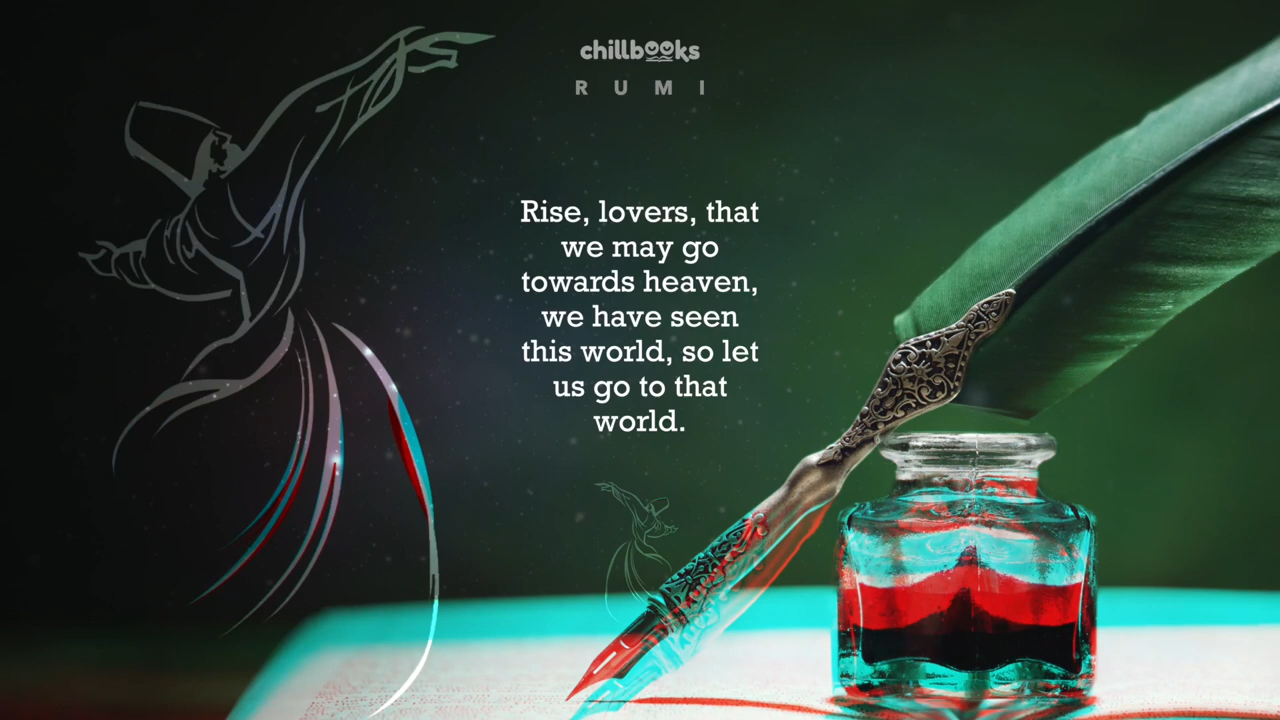 chillbooks
RUMI
Rise, lovers, that
we may go
towards heaven,
we have seen
this world, so let
us go to that
world.